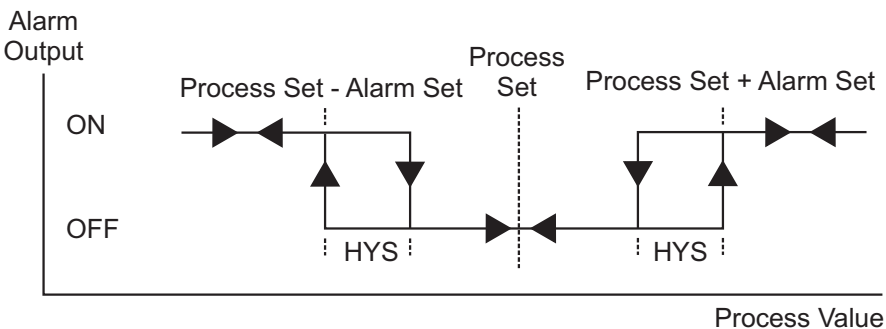 Alarm
Output
Process
Set
Process Set - Alarm Set
Process Set + Alarm Set
ON
OFF
HYS
HYS
Process Value